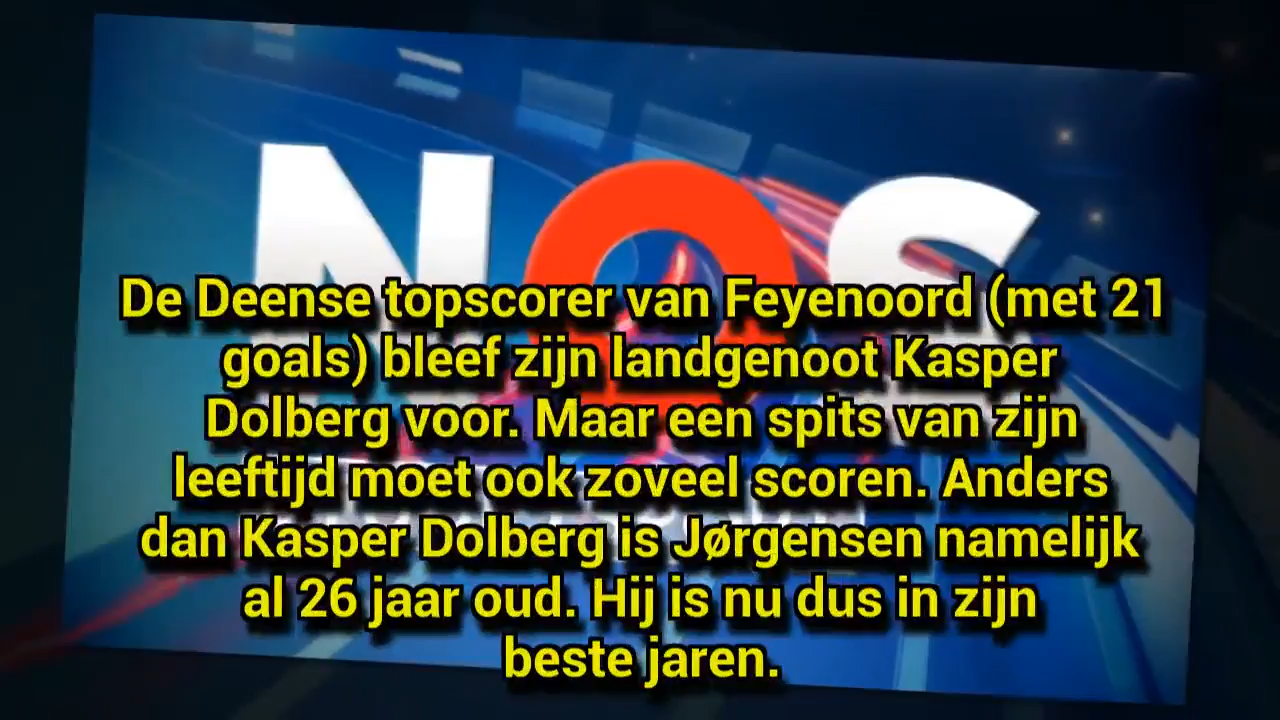 NOS
De Deense topscorer van Feyenoord (met 21
goals) bleef zijn landgenoot Kasper
Dolberg voor. Maar een spits van zijn
leeftijd moet ook zoveel scoren. Anders
dan Kasper Dolberg is Jørgensen namelijk
al 26 jaar oud. Hij is nu dus in zijn
beste jaren.